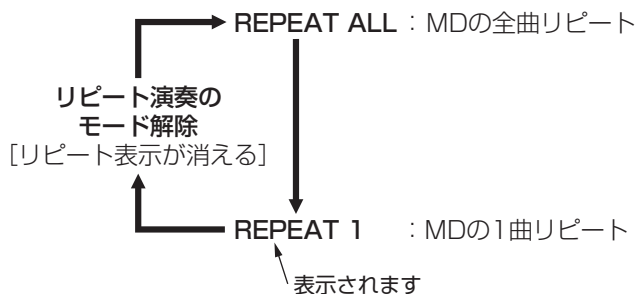 REPEAT ALL：MDの全曲リピート
リピート演奏の
モード解除
[リピート表示が消える]
REPEAT 1：MDの1曲リピート
表示されます